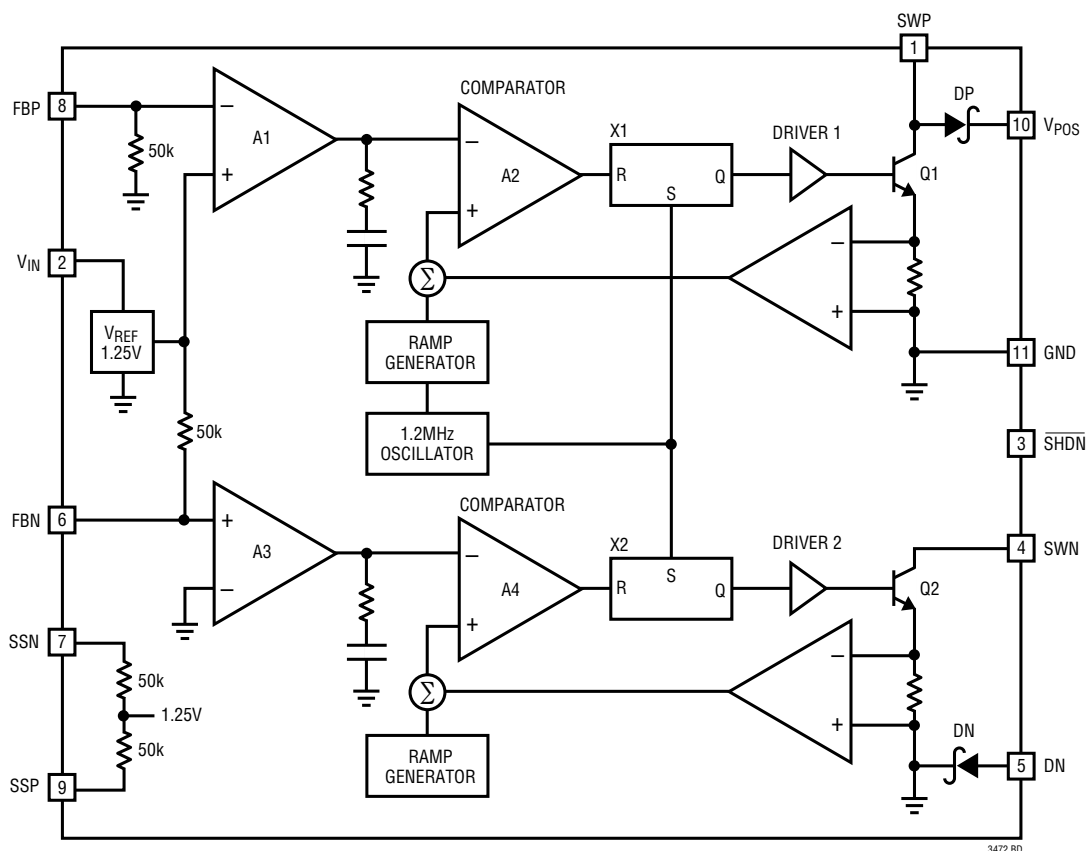 SWP
1
COMPARATOR
FBP
8
–
A1
+
50k
–
A2
+
X1
R
Q
S
DRIVER 1
DP
10
VPOS
Q1
VIN
2
–
+
Σ
VREF
1.25V
RAMP
GENERATOR
11
GND
50k
1.2MHz
OSCILLATOR
3
SHDN
COMPARATOR
FBN
6
+
A3
–
–
A4
+
X2
R
S
Q
DRIVER 2
4
SWN
Q2
SSN
7
50k
1.25V
50k
–
+
Σ
RAMP
GENERATOR
DN
5
DN
SSP
9
3472 BD